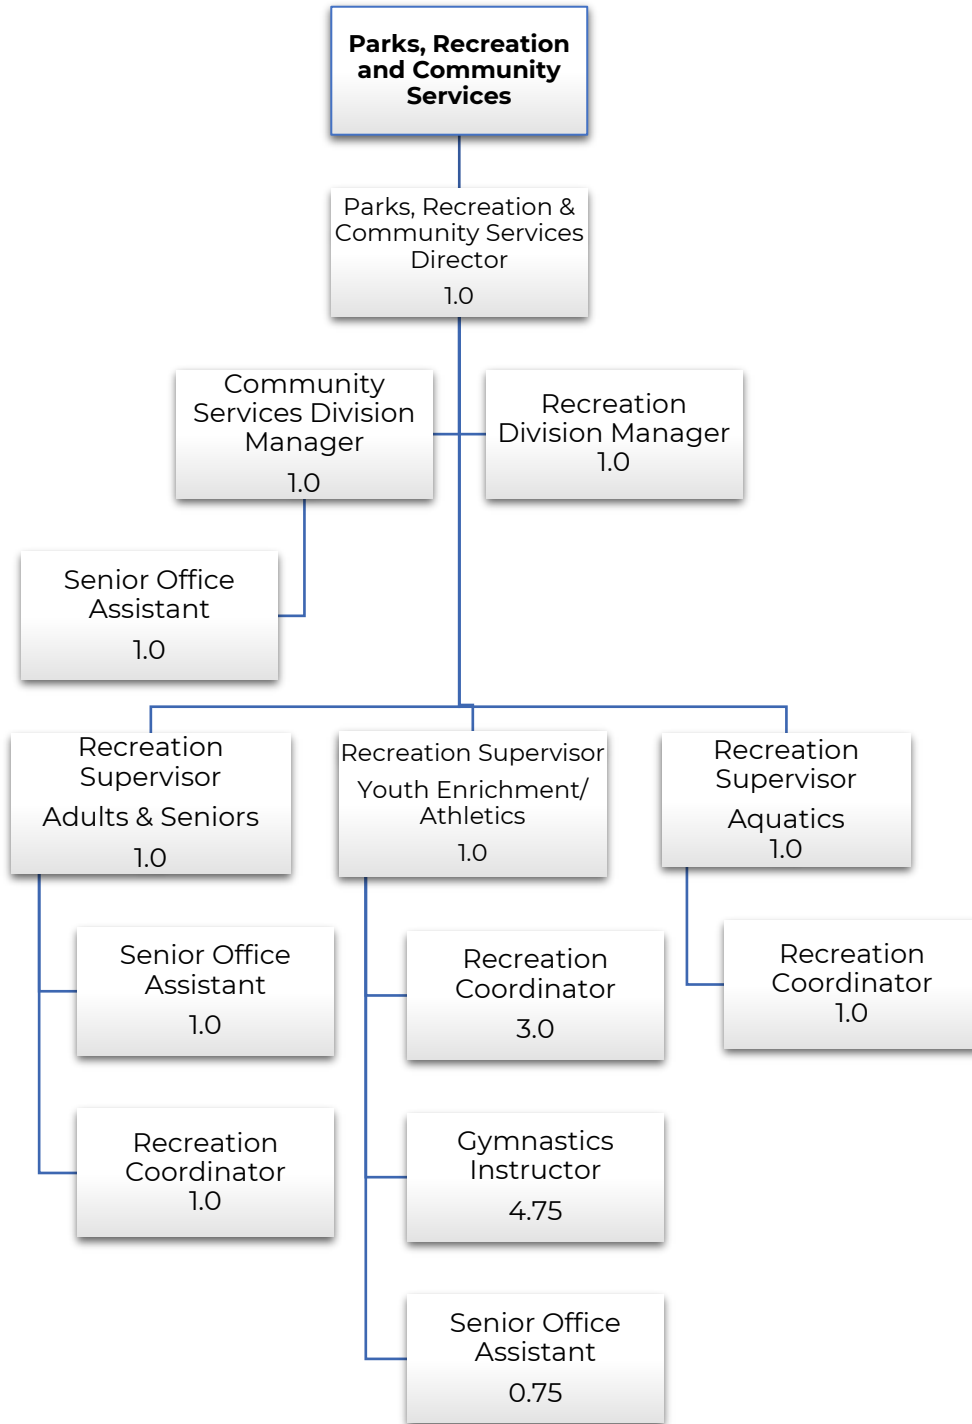 Parks, Recreation
and Community
Services
Parks, Recreation &
Community Services
Director
1.0
Community
Services Division
Manager
1.0
Recreation
Division Manager
1.0
Senior Office
Assistant
1.0
Recreation
Supervisor
Adults & Seniors
1.0
Recreation Supervisor
Youth Enrichment/
Athletics
1.0
Recreation
Supervisor
Aquatics
1.0
Senior Office
Assistant
1.0
Recreation
Coordinator
1.0
Recreation
Coordinator
3.0
Gymnastics
Instructor
4.75
Senior Office
Assistant
0.75
Recreation
Coordinator
1.0